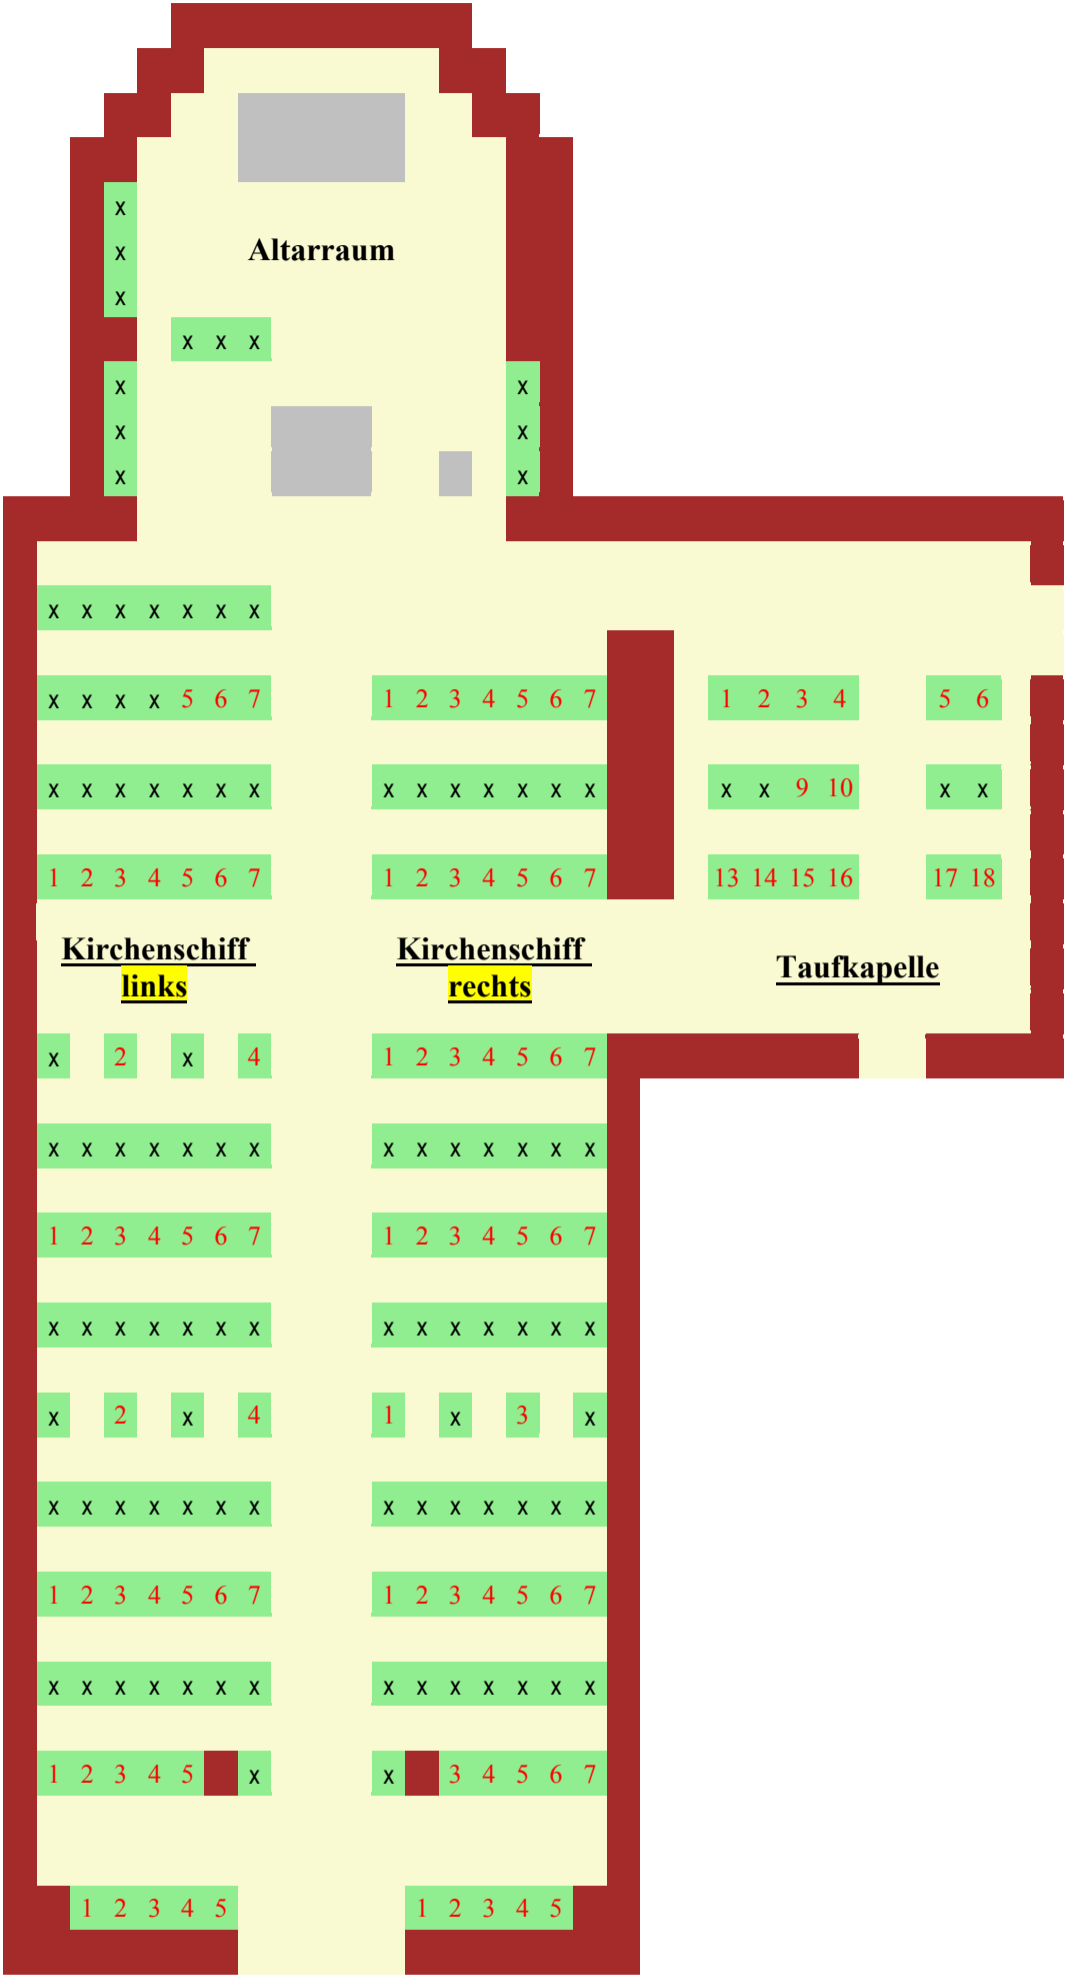 x
x
Altarraum
x
x x x
x x
x x
x x
x x x x x x x
x x x x 5 6 7 1 2 3 4 5 6 7 1 2 3 4 5 6
x x x x x x x x x x x x x x x x 9 10 x x
1 2 3 4 5 6 7 1 2 3 4 5 6 7 13 14 15 16 17 18
Kirchenschiff
links
Kirchenschiff
rechts
Taufkapelle
x 2 x 4 1 2 3 4 5 6 7
x x x x x x x x x x x x x x
1 2 3 4 5 6 7 1 2 3 4 5 6 7
x x x x x x x x x x x x x x
x 2 x 4 1 x 3 x
x x x x x x x x x x x x x x
1 2 3 4 5 6 7 1 2 3 4 5 6 7
x x x x x x x x x x x x x x
1 2 3 4 5 x x 3 4 5 6 7
1 2 3 4 5 1 2 3 4 5